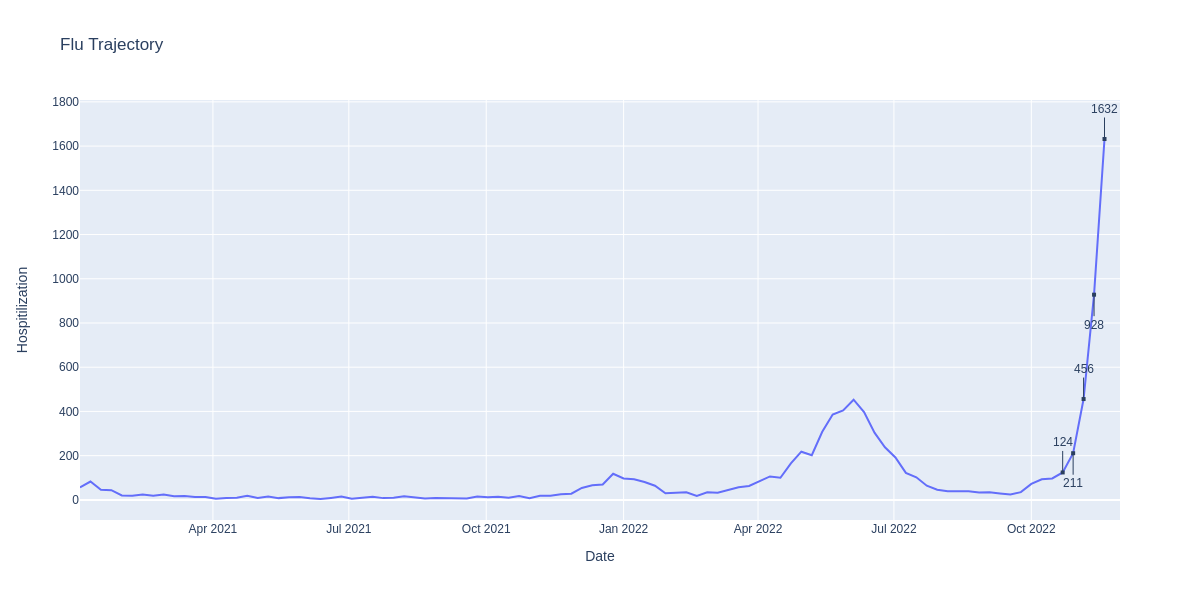 Flu Trajectory
1800
1600
1400
1200
1000
800
600
400
200
0
Hospitilization
1632
928
456
124
211
Apr 2021
Jul 2021
Oct 2021
Jan 2022
Apr 2022
Jul 2022
Oct 2022
Date